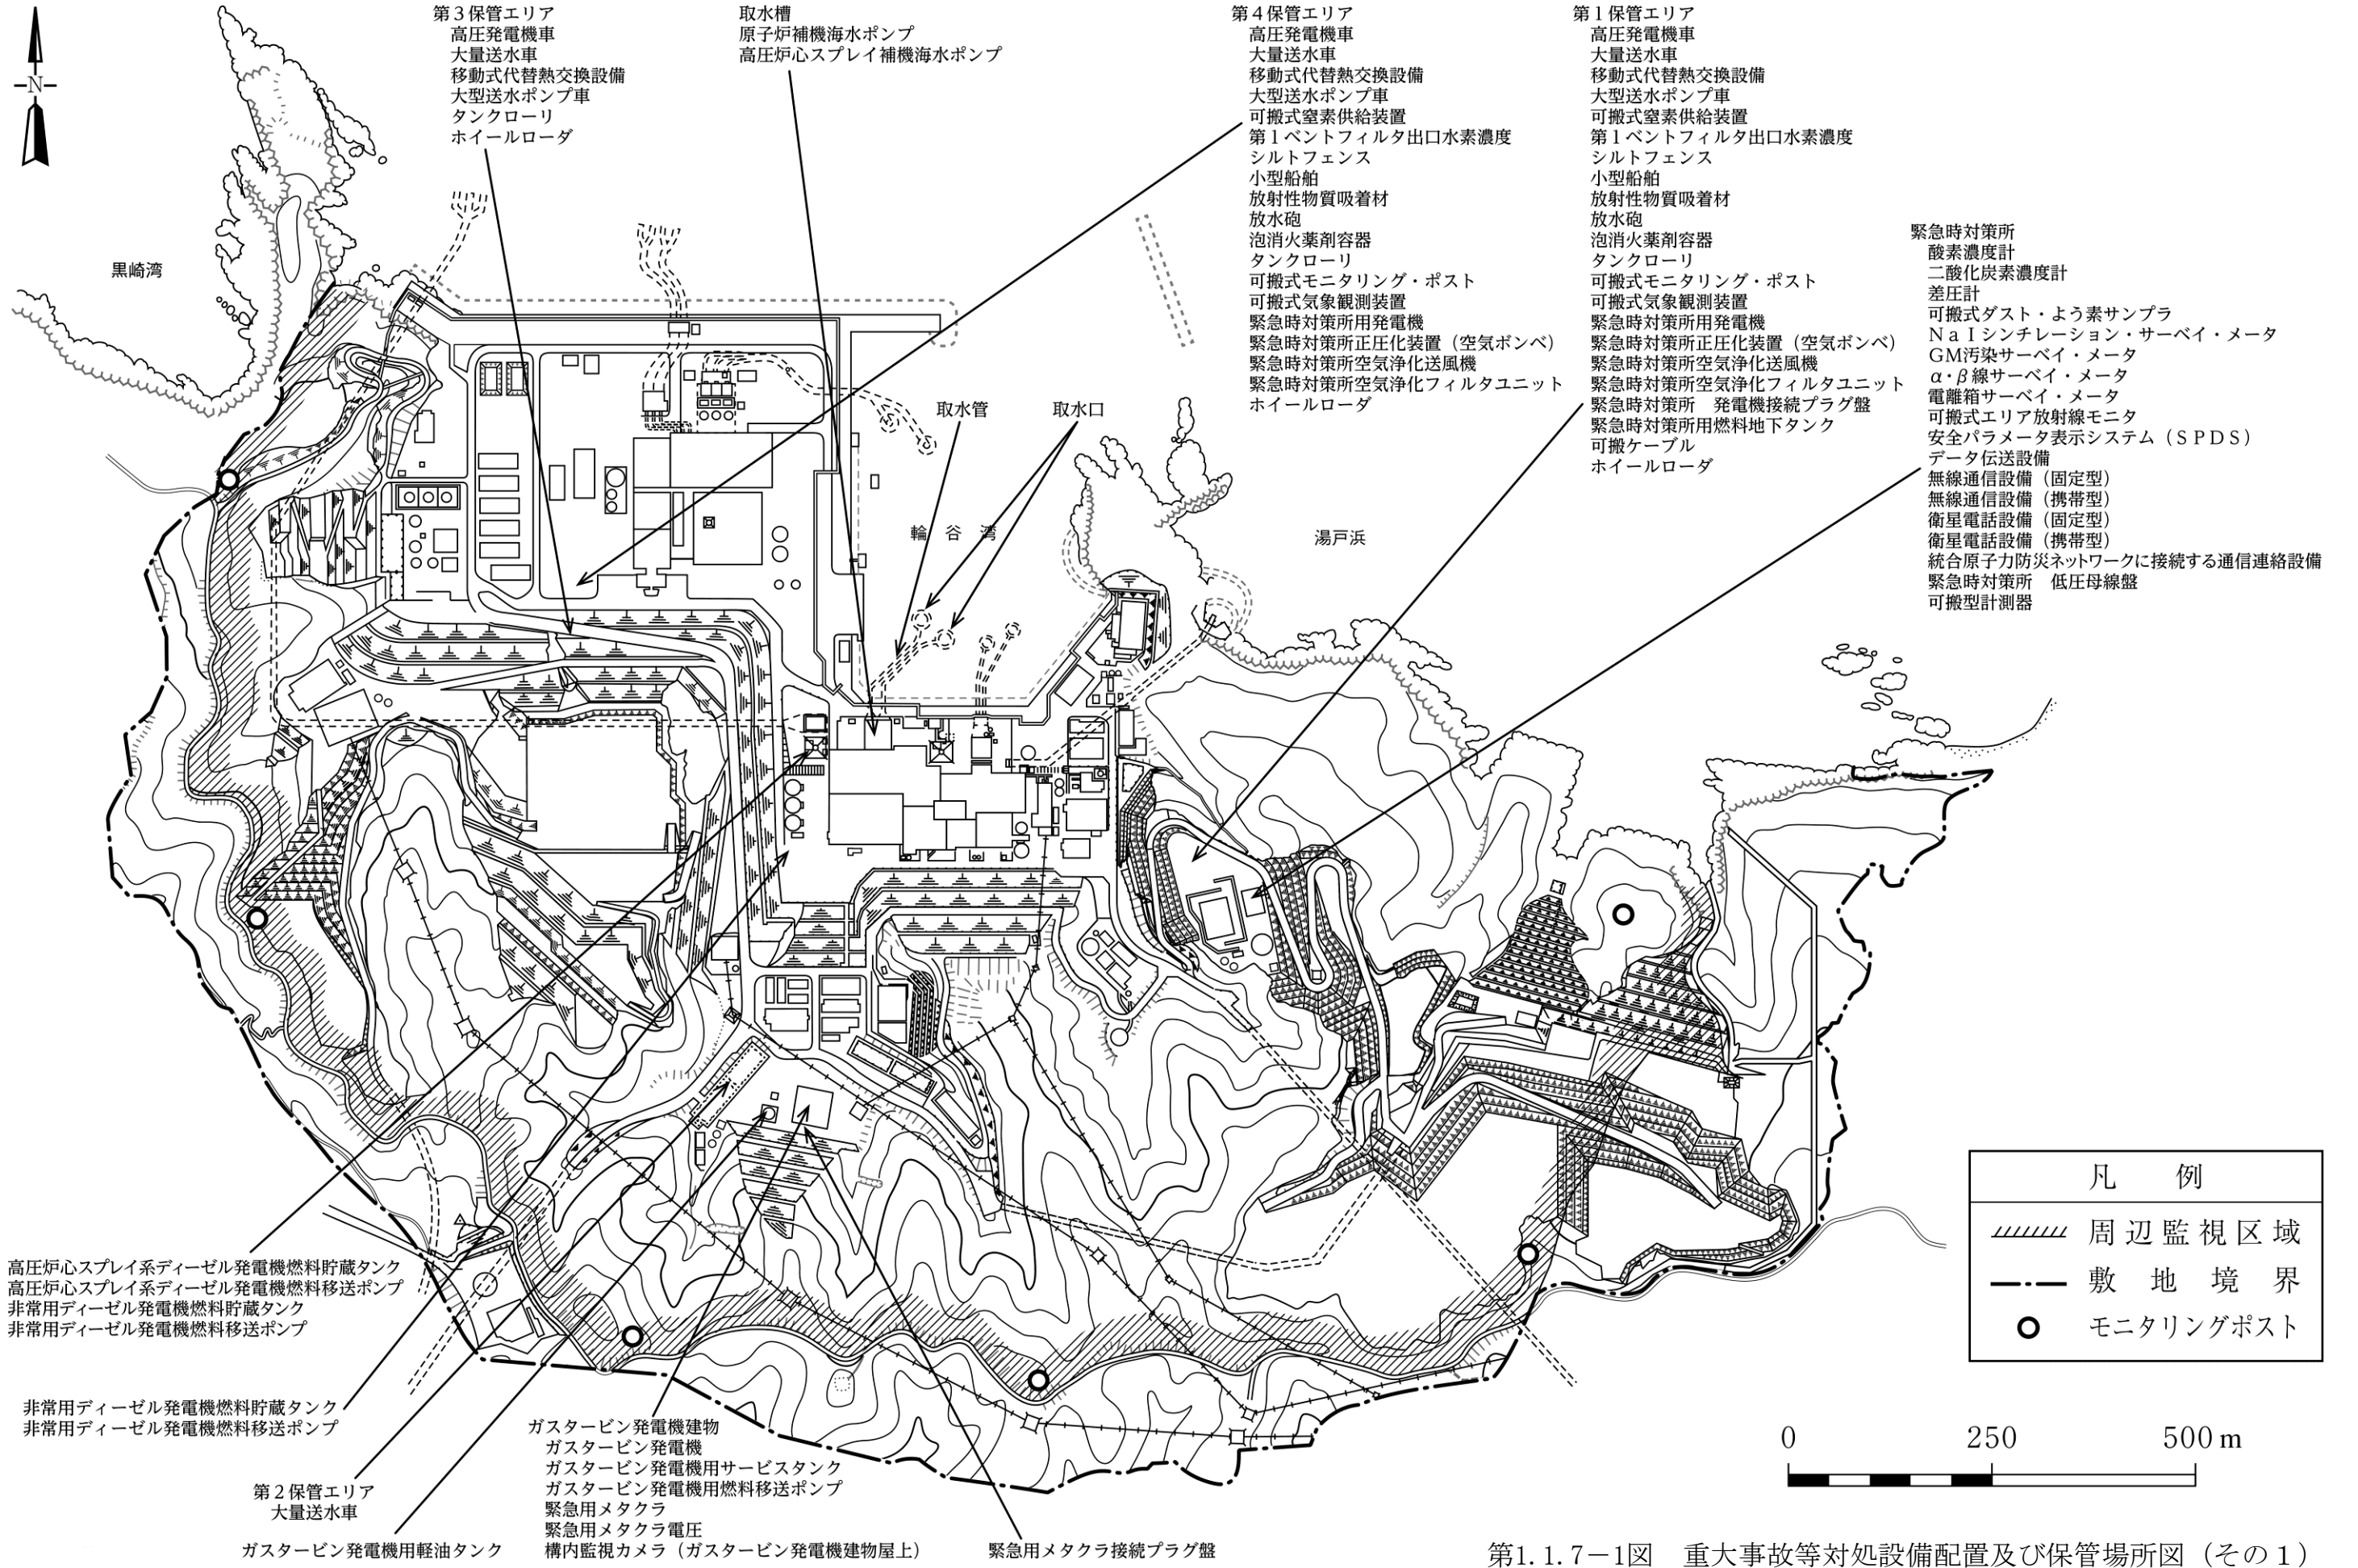 N
第３保管エリア
高圧発電機車
大量送水車
移動式代替熱交換設備
大型送水ポンプ車
タンクローリ
ホイールローダ
取水槽
原子炉補機海水ポンプ
高圧炉心スプレイ補機海水ポンプ
第４保管エリア
高圧発電機車
大量送水車
移動式代替熱交換設備
大型送水ポンプ車
可搬式窒素供給装置
第１ベントフィルタ出口水素濃度
シルトフェンス
小型船舶
放射性物質吸着材
放水砲
泡消火薬剤容器
タンクローリ
可搬式モニタリング・ポスト
可搬式気象観測装置
緊急時対策所用発電機
緊急時対策所正圧化装置（空気ボンベ）
緊急時対策所空気浄化送風機
緊急時対策所空気浄化フィルタユニット
ホイールローダ
第１保管エリア
高圧発電機車
大量送水車
移動式代替熱交換設備
大型送水ポンプ車
可搬式窒素供給装置
第１ベントフィルタ出口水素濃度
シルトフェンス
小型船舶
放射性物質吸着材
放水砲
泡消火薬剤容器
タンクローリ
可搬式モニタリング・ポスト
可搬式気象観測装置
緊急時対策所用発電機
緊急時対策所正圧化装置（空気ボンベ）
緊急時対策所空気浄化送風機
緊急時対策所空気浄化フィルタユニット
緊急時対策所　発電機接続プラグ盤
緊急時対策所用燃料地下タンク
可搬ケーブル
ホイールローダ
緊急時対策所
酸素濃度計
二酸化炭素濃度計
差圧計
可搬式ダスト・よう素サンプラ
ＮａＩシンチレーション・サーベイ・メータ
GM汚染サーベイ・メータ
α・β線サーベイ・メータ
電離箱サーベイ・メータ
可搬式エリア放射線モニタ
安全パラメータ表示システム（ＳＰＤＳ）
データ伝送設備
無線通信設備（固定型）
無線通信設備（携帯型）
衛星電話設備（固定型）
衛星電話設備（携帯型）
統合原子力防災ネットワークに接続する通信連絡設備
緊急時対策所　低圧母線盤
可搬型計測器
黒崎湾
取水管
取水口
輪谷湾
湯戸浜
高圧炉心スプレイ系ディーゼル発電機燃料貯蔵タンク
高圧炉心スプレイ系ディーゼル発電機燃料移送ポンプ
非常用ディーゼル発電機燃料貯蔵タンク
非常用ディーゼル発電機燃料移送ポンプ
非常用ディーゼル発電機燃料貯蔵タンク
非常用ディーゼル発電機燃料移送ポンプ
第２保管エリア
大量送水車
ガスタービン発電機用軽油タンク
ガスタービン発電機建物
ガスタービン発電機
ガスタービン発電機用サービスタンク
ガスタービン発電機用燃料移送ポンプ
緊急用メタクラ
緊急用メタクラ電圧
構内監視カメラ（ガスタービン発電機建物屋上）
緊急用メタクラ接続プラグ盤
凡　例
周辺監視区域
敷地境界
モニタリングポスト
0 250 500m
第1.1.7－1図　重大事故等対処設備配置及び保管場所図（その１）